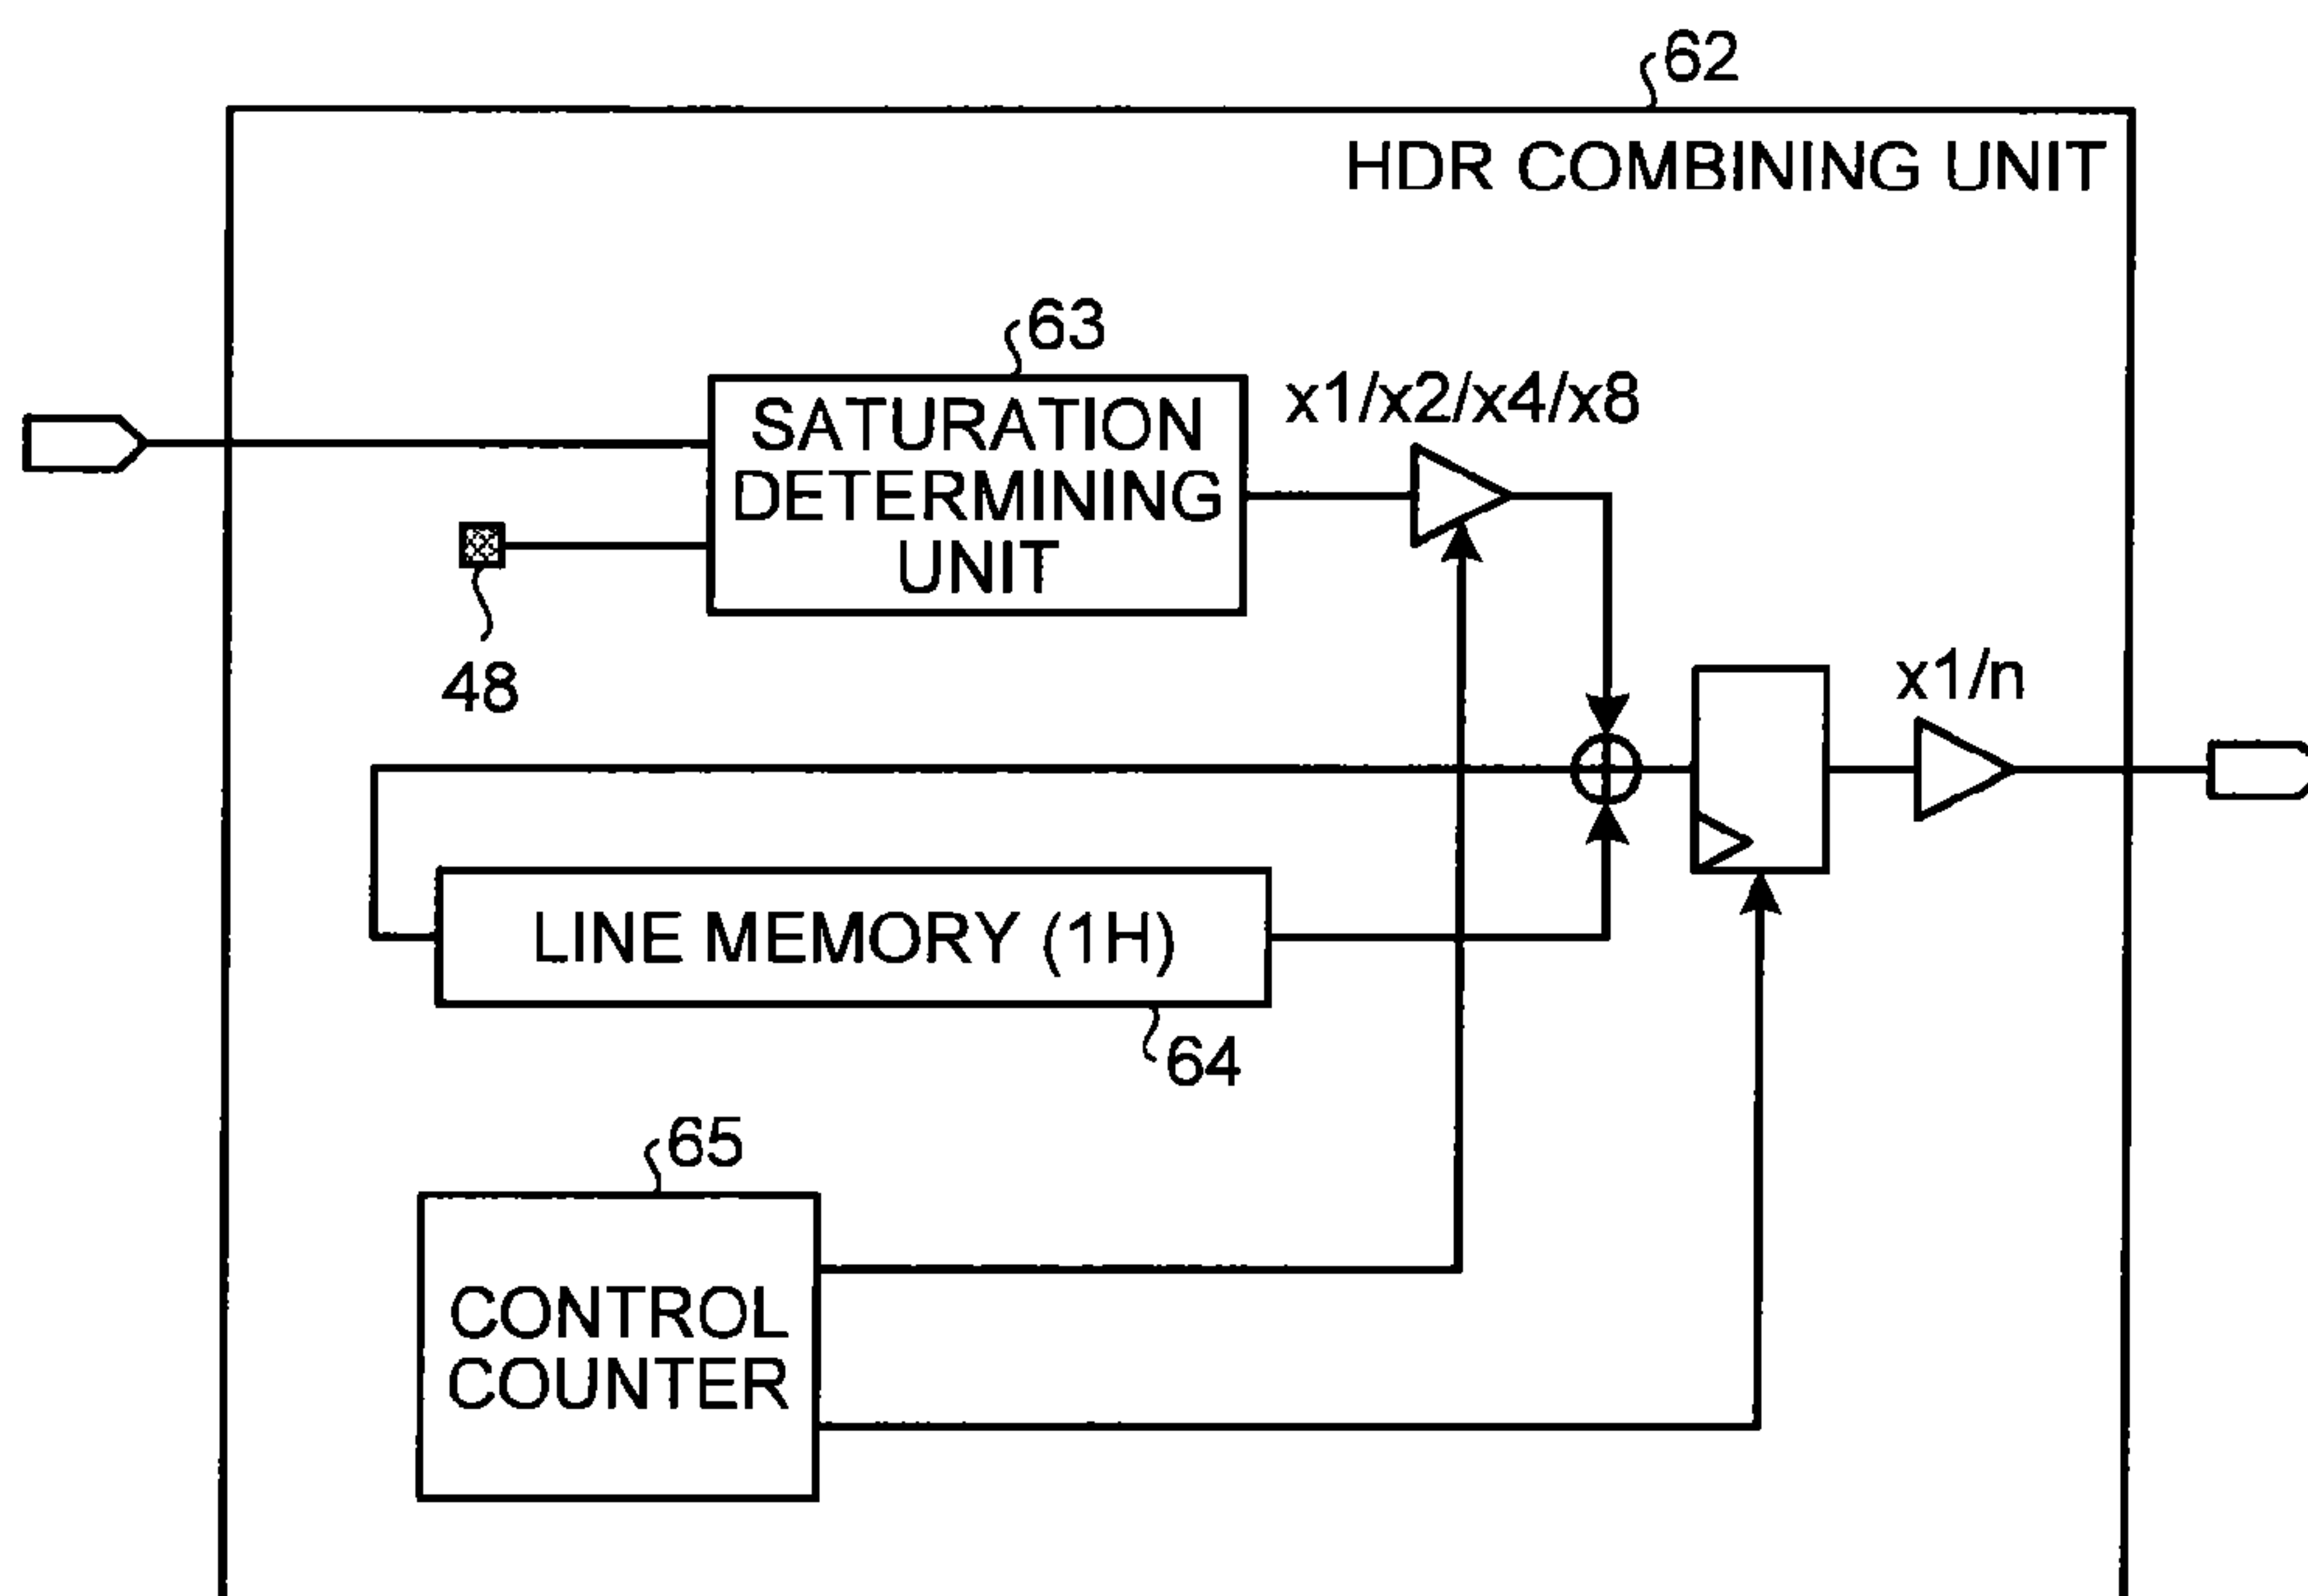 62
HDR COMBINING UNIT
63
SATURATION
DETERMINING
UNIT
x1/x2/x4/x8
48
x1/n
LINE MEMORY (1H)
64
65
CONTROL
COUNTER